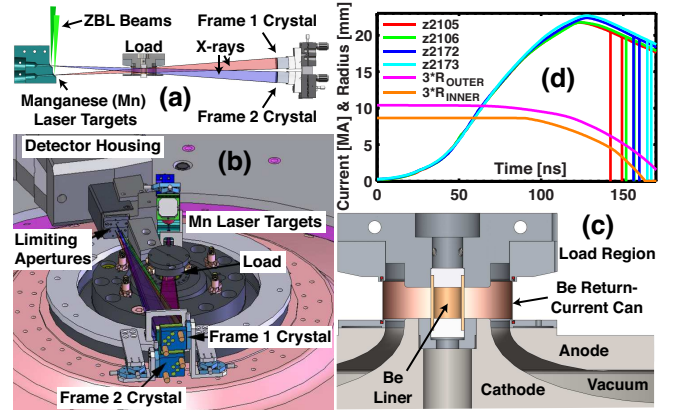 ZBL Beams
Load
X-rays
Frame 1 Crystal
Manganese (Mn)
Laser Targets
(a)
Frame 2 Crystal
Detector Housing
(b)
Mn Laser Targets
Limiting
Apertures
Load
Frame 1 Crystal
Frame 2 Crystal
Current [MA] & Radius [mm]
25
20
15
10
5
0
z2105
z2106
z2172
z2173
3*R_OUTER
3*R_INNER
(d)
Time [ns]
0 50 100 150
(c)
Load Region
Be Return-
Current Can
Anode
Vacuum
Be
Liner
Cathode